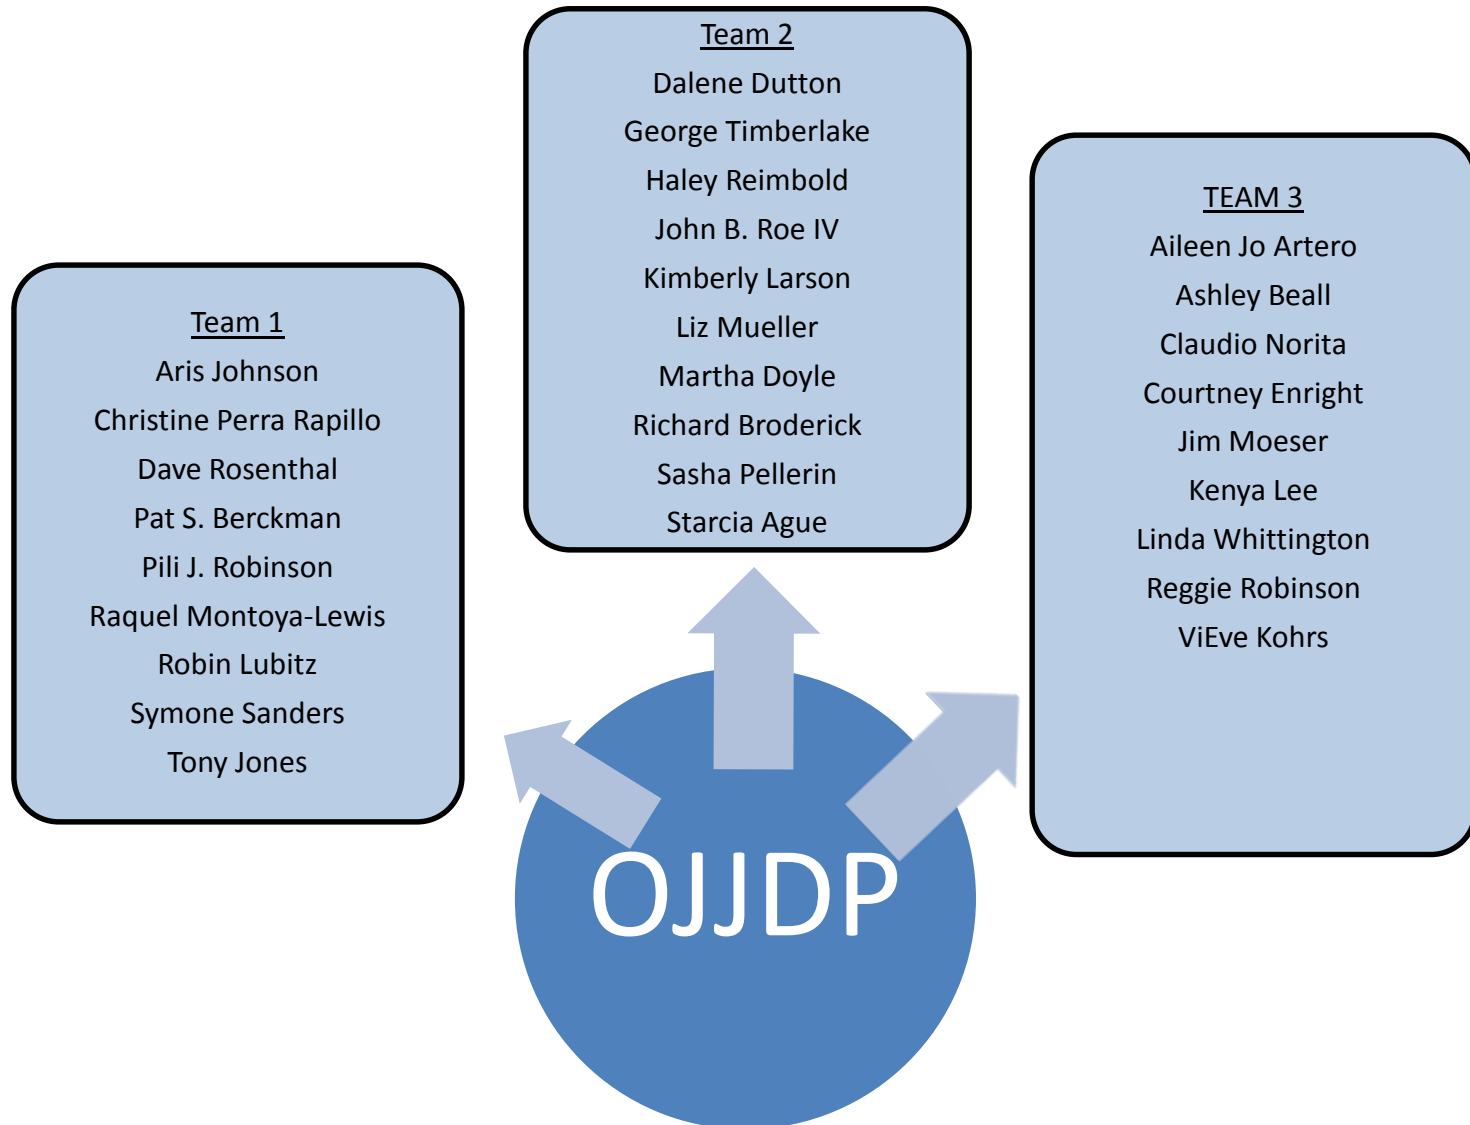 Team 1
Aris Johnson
Christine Perra Rapillo
Dave Rosenthal
Pat S. Berckman
Pili J. Robinson
Raquel Montoya-Lewis
Robin Lubitz
Symone Sanders
Tony Jones
Team 2
Dalene Dutton
George Timberlake
Haley Reimbold
John B. Roe IV
Kimberly Larson
Liz Mueller
Martha Doyle
Richard Broderick
Sasha Pellerin
Starcia Ague
TEAM 3
Aileen Jo Artero
Ashley Beall
Claudio Norita
Courtney Enright
Jim Moeser
Kenya Lee
Linda Whittington
Reggie Robinson
ViEve Kohrs
OJJDP